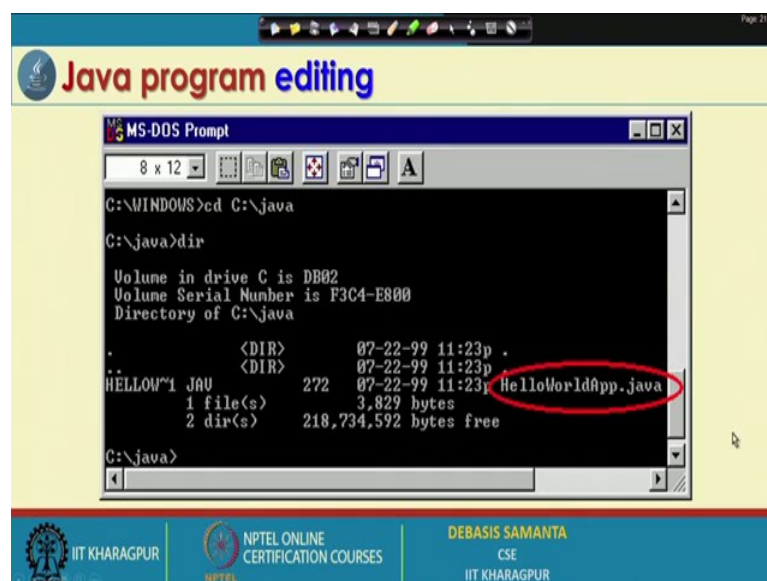 Page: 21
Java program editing
MS-DOS Prompt
8 x 12
A
C:\WINDOWS>cd C:\java
C:\java>dir
Volume in drive C is DB02
Volume Serial Number is F3C4-E800
Directory of C:\java
. <DIR> 07-22-99 11:23p .
.. <DIR> 07-22-99 11:23p ..
HELLOW~1 JAV 272 07-22-99 11:23p HelloWorldApp.java
1 file(s) 3,829 bytes
2 dir(s) 218,734,592 bytes free
C:\java>
IIT KHARAGPUR
NPTEL
NPTEL ONLINE
CERTIFICATION COURSES
DEBASIS SAMANTA
CSE
IIT KHARAGPUR